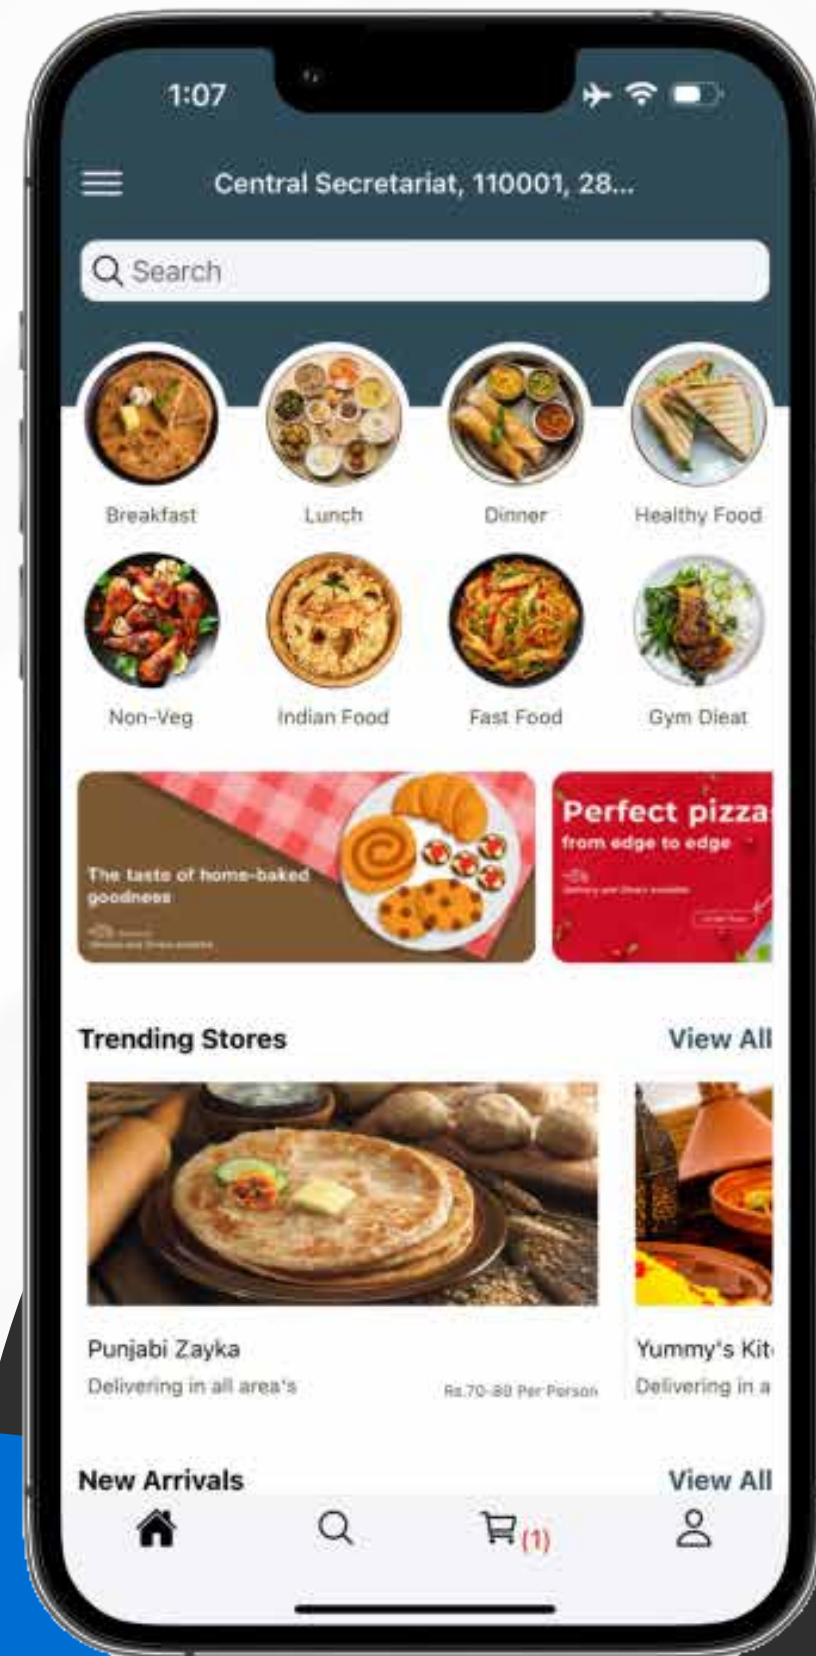 1:07
Central Secretariat, 110001, 28...
Search
Breakfast
Lunch
Dinner
Healthy Food
Non-Veg
Indian Food
Fast Food
Gym Dieat
The taste of home-baked
goodness
Perfect pizza
from edge to edge
Trending Stores
View All
Punjabi Zayka
Delivering in all area's
Rs.70-80 Per Person
Yummy's Kit
Delivering in a
New Arrivals
View All
(1)